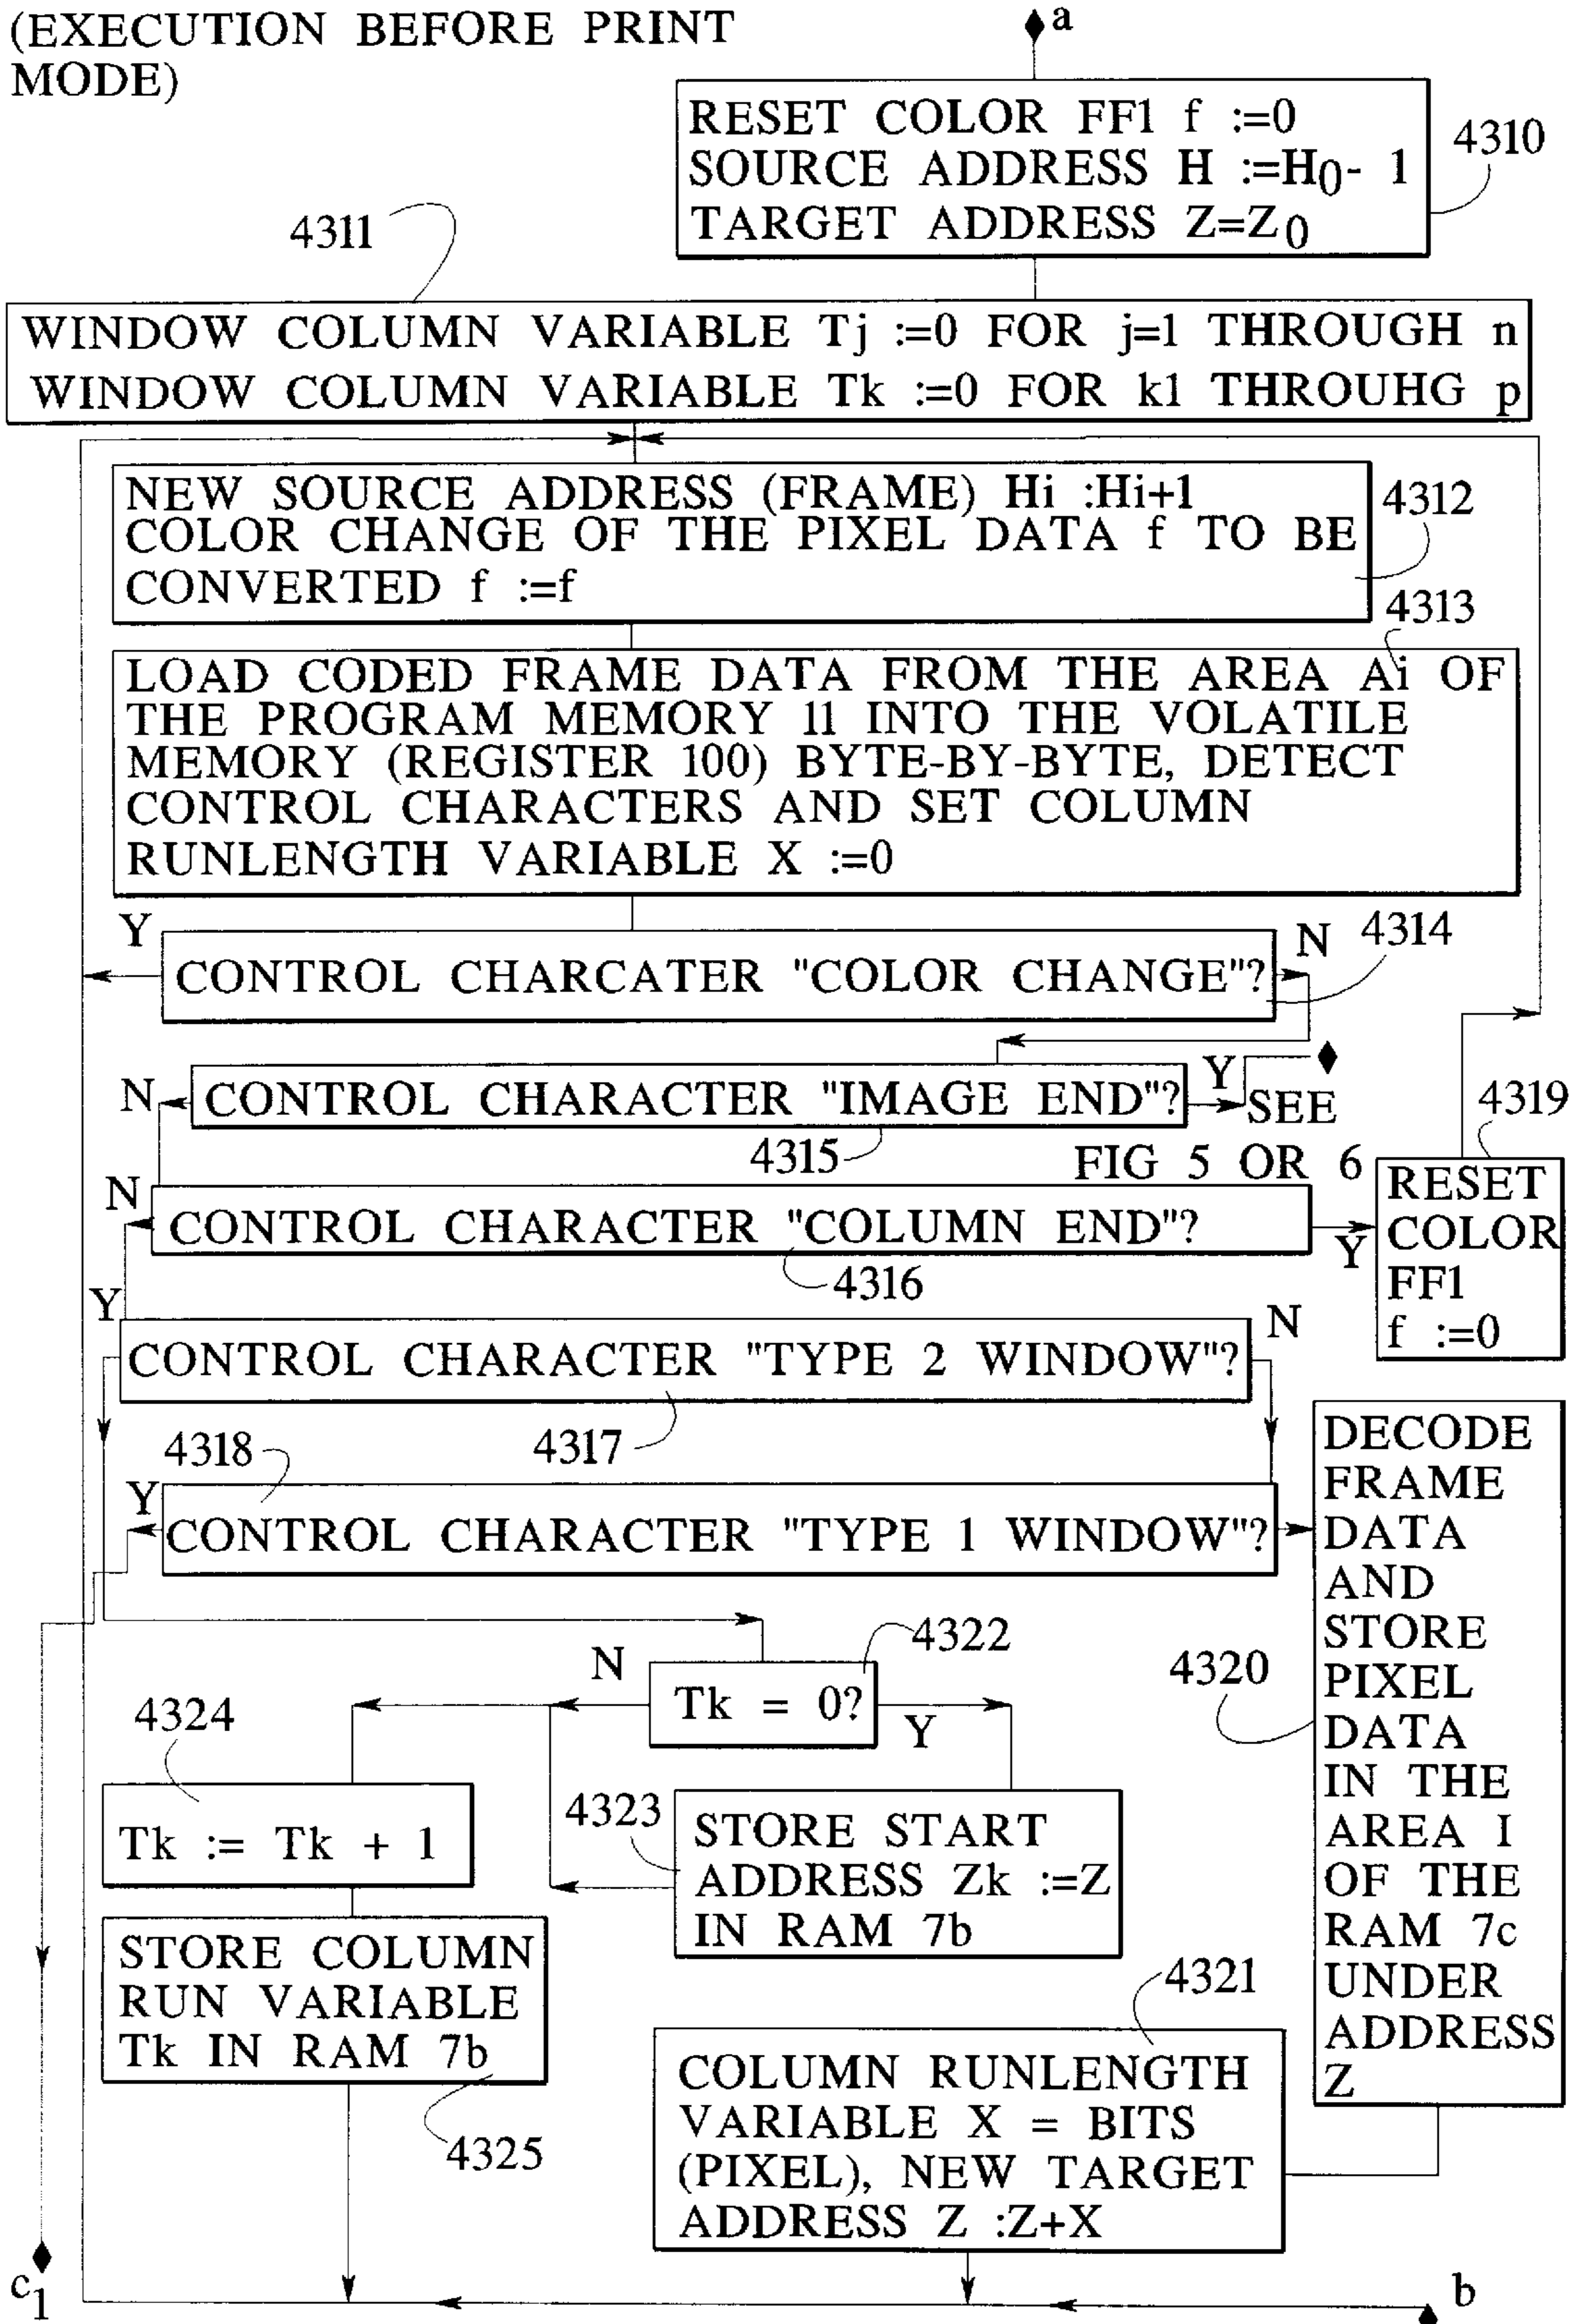 (EXECUTION BEFORE PRINT
MODE)
a
RESET COLOR FF1 f :=0
SOURCE ADDRESS H :=H0- 1
TARGET ADDRESS Z=Z0
4310
4311
WINDOW COLUMN VARIABLE Tj :=0 FOR j=1 THROUGH n
WINDOW COLUMN VARIABLE Tk :=0 FOR k1 THROUHG p
NEW SOURCE ADDRESS (FRAME) Hi :Hi+1
COLOR CHANGE OF THE PIXEL DATA f TO BE
CONVERTED f :=f
4312
4313
LOAD CODED FRAME DATA FROM THE AREA Ai OF
THE PROGRAM MEMORY 11 INTO THE VOLATILE
MEMORY (REGISTER 100) BYTE-BY-BYTE, DETECT
CONTROL CHARACTERS AND SET COLUMN
RUNLENGTH VARIABLE X :=0
Y
CONTROL CHARCATER "COLOR CHANGE"?
N
4314
N
CONTROL CHARACTER "IMAGE END"?
Y
SEE
FIG 5 OR 6
4315
4319
RESET
COLOR
FF1
f :=0
N
CONTROL CHARACTER "COLUMN END"?
Y
4316
Y
CONTROL CHARACTER "TYPE 2 WINDOW"?
N
4317
4318
Y
CONTROL CHARACTER "TYPE 1 WINDOW"?
DECODE
FRAME
DATA
AND
STORE
PIXEL
DATA
IN THE
AREA I
OF THE
RAM 7c
UNDER
ADDRESS
Z
4320
4322
N
Tk = 0?
Y
4324
Tk := Tk + 1
4323
STORE START
ADDRESS Zk :=Z
IN RAM 7b
STORE COLUMN
RUN VARIABLE
Tk IN RAM 7b
4325
4321
COLUMN RUNLENGTH
VARIABLE X = BITS
(PIXEL), NEW TARGET
ADDRESS Z :Z+X
c1
b